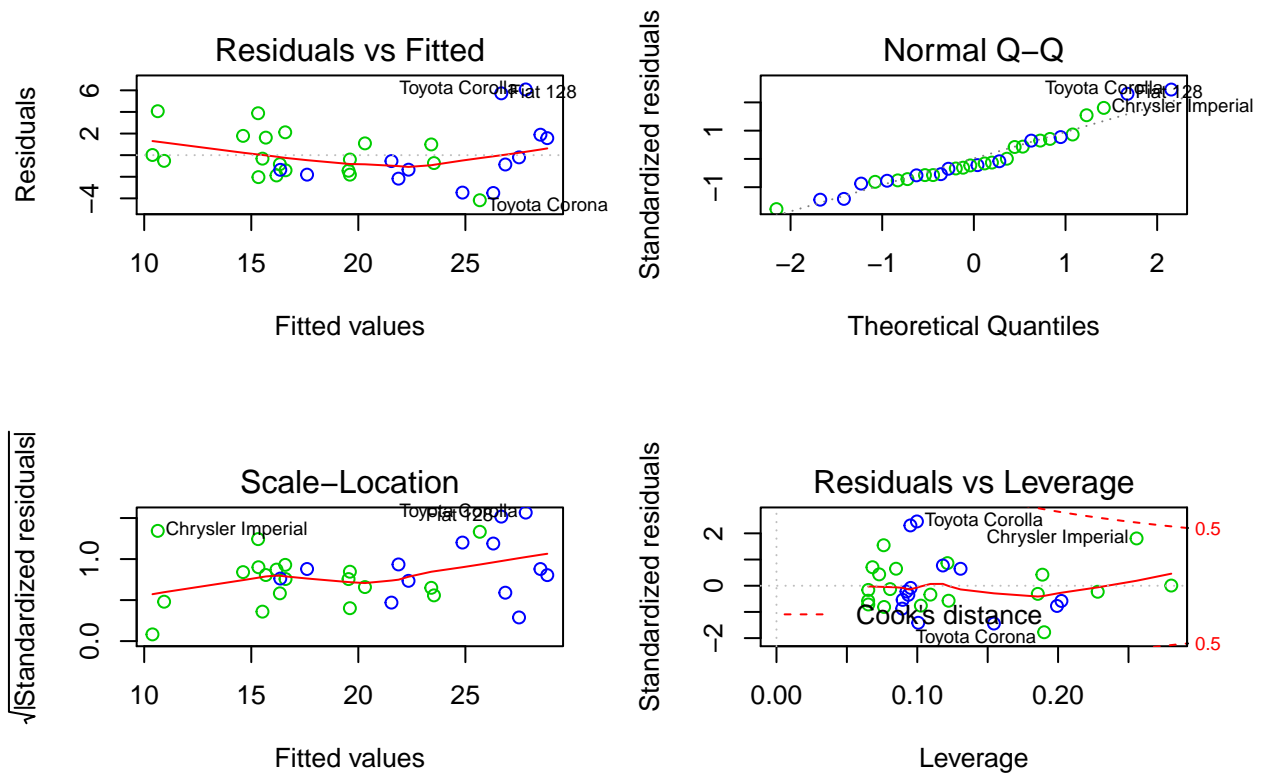 Residuals vs Fitted
Residuals
6
2
−4
Toyota Corolla
Fiat 128
Toyota Corona
10
15
20
25
Fitted values
Normal Q−Q
Standardized residuals
1
−1
Toyota Corolla
Fiat 128
Chrysler Imperial
−2
−1
0
1
2
Theoretical Quantiles
Scale−Location
√|Standardized residuals|
1.0
0.0
Toyota Corolla
Fiat 128
Chrysler Imperial
10
15
20
25
Fitted values
Residuals vs Leverage
Standardized residuals
2
0
−2
Toyota Corolla
Chrysler Imperial
0.5
Cook's distance
Toyota Corona
0.5
0.00
0.10
0.20
Leverage